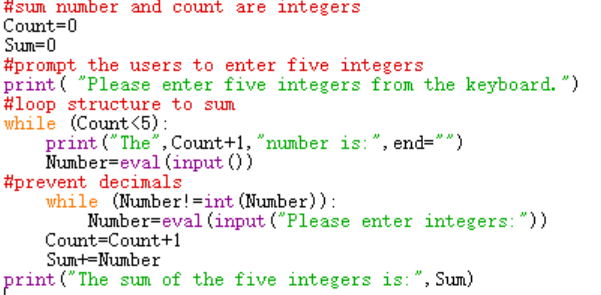 #sum number and count are integers
Count=0
Sum=0
#prompt the users to enter five integers
print( "Please enter five integers from the keyboard.")
#loop structure to sum
while (Count<5):
    print("The",Count+1,"number is:",end="")
    Number=eval(input())
#prevent decimals
    while (Number!=int(Number)):
        Number=eval(input("Please enter integers:"))
    Count=Count+1
    Sum+=Number
print("The sum of the five integers is:",Sum)